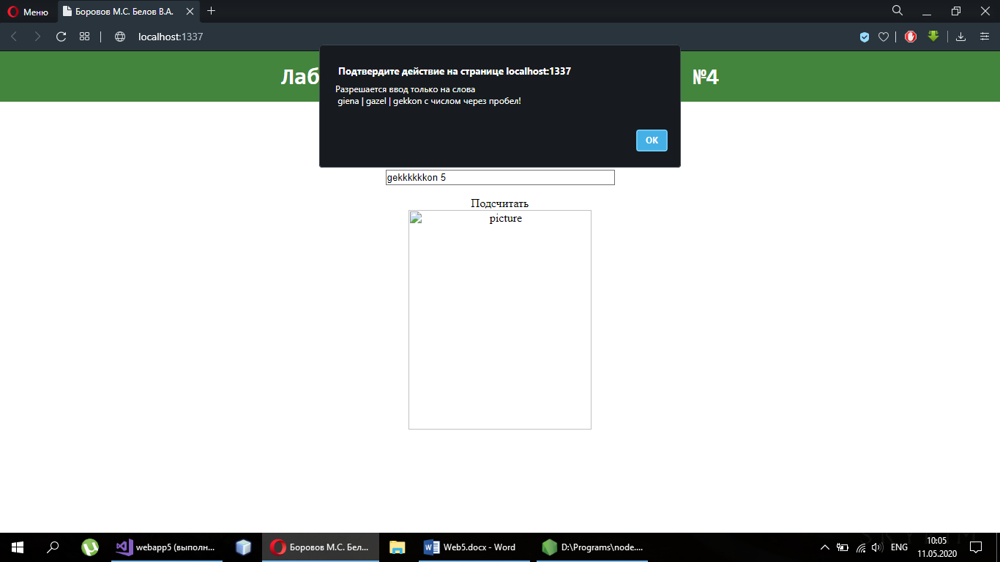 Меню
Боровов М.С. Белов В.А.
localhost:1337
Лаб
№4
Подтвердите действие на странице localhost:1337
Разрешается ввод только на слова
giena | gazel | gekkon с числом через пробел!
OK
gekkkkkkon 5
Подсчитать
picture
webapp5 (выполн...
Боровов М.С. Бел...
Web5.docx - Word
D:\Programs\node....
ENG
10:05
11.05.2020